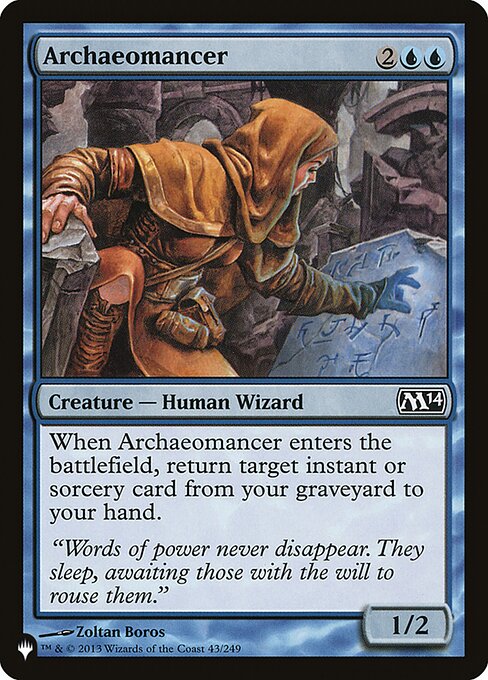 Archaeomancer 2
Creature — Human Wizard M14
When Archaeomancer enters the
battlefield, return target instant or
sorcery card from your graveyard to
your hand.
“Words of power never disappear. They
sleep, awaiting those with the will to
rouse them.”
1/2
Zoltan Boros
™ & © 2013 Wizards of the Coast 43/249